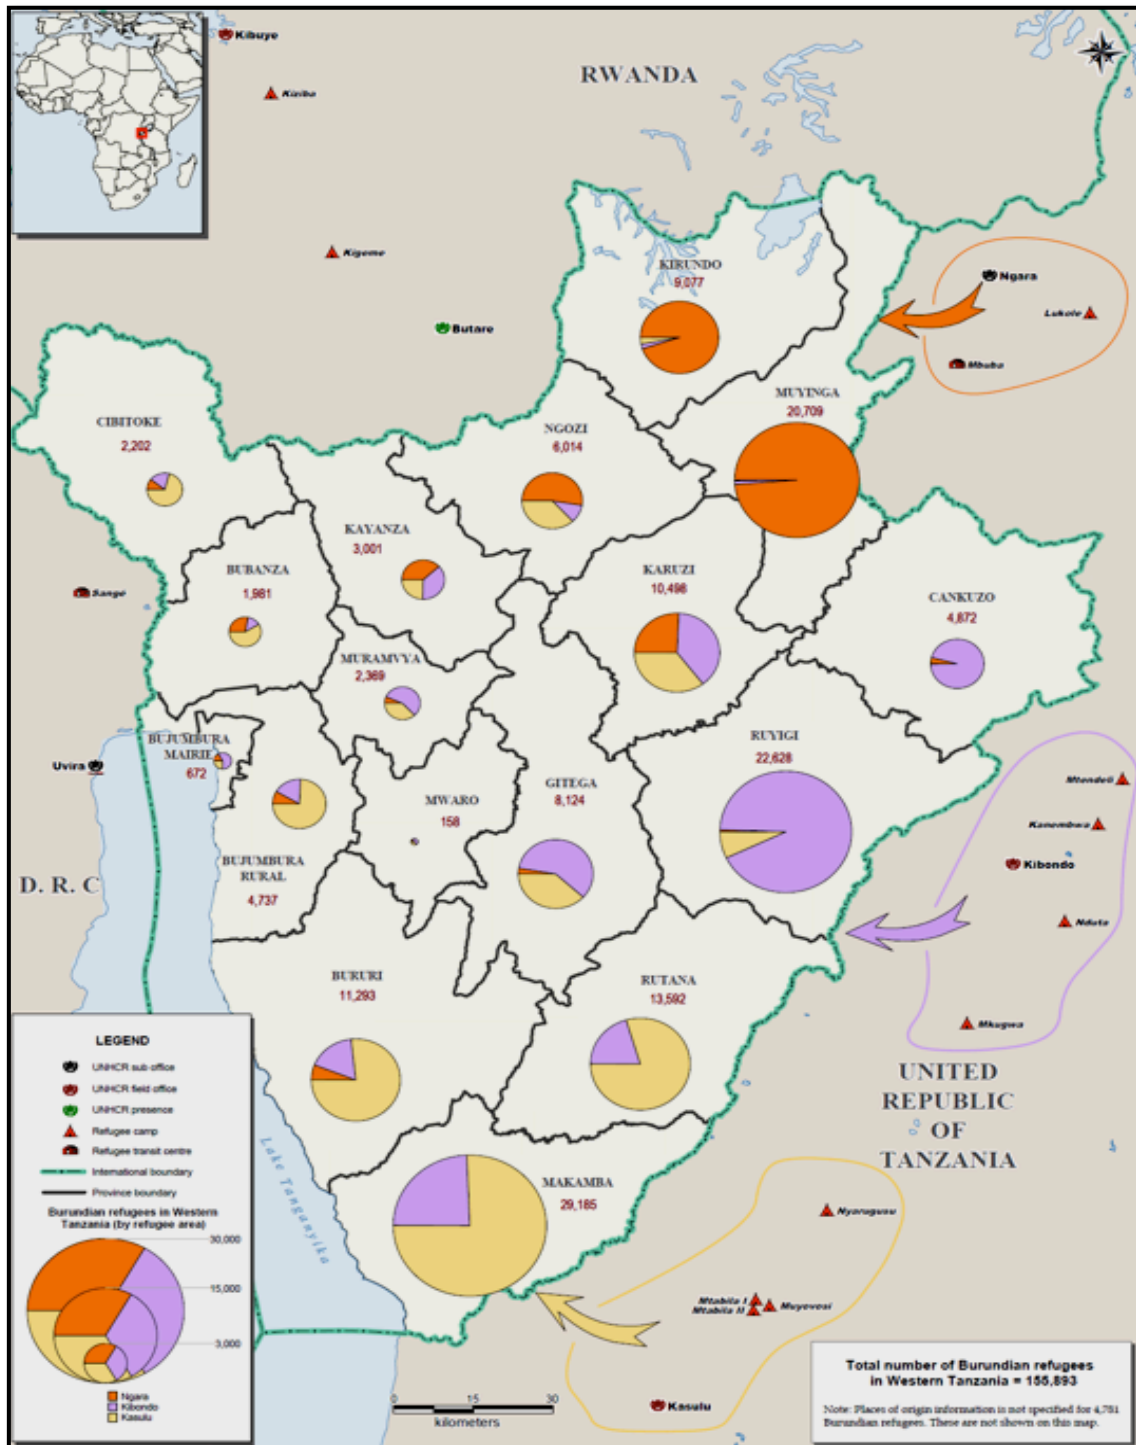 Kibuye
Kiziba
RWANDA
Kigeme
KIRUNDO
9,077
Ngara
Lukole
Butare
Mbuba
MUYINGA
20,709
CIBITOKE
2,202
NGOZI
6,014
KAYANZA
3,001
BUBANZA
1,981
KARUZI
10,498
CANKUZO
4,872
Sange
MURAMVYA
2,369
BUJUMBURA
MAIRIE
672
Uvira
RUYIGI
22,628
GITEGA
8,124
MWARO
158
Mtendeli
Kanembwa
Kibondo
Nduta
BUJUMBURA
RURAL
4,737
D. R. C
BURURI
11,293
RUTANA
13,592
Mkugwa
UNITED
REPUBLIC
OF
TANZANIA
Lake Tanganyika
MAKAMBA
29,185
Nyarugusu
Mtabila I
Mtabila II
Muyovosi
Kasulu
LEGEND
UNHCR sub office
UNHCR field office
UNHCR presence
Refugee camp
Refugee transit centre
International boundary
Province boundary
Burundian refugees in Western
Tanzania (by refugee area)
30,000
15,000
3,000
Ngara
Kibondo
Kasulu
0 15 30
kilometers
Total number of Burundian refugees
in Western Tanzania = 155,893
Note: Places of origin information is not specified for 4,781
Burundian refugees. These are not shown on this map.